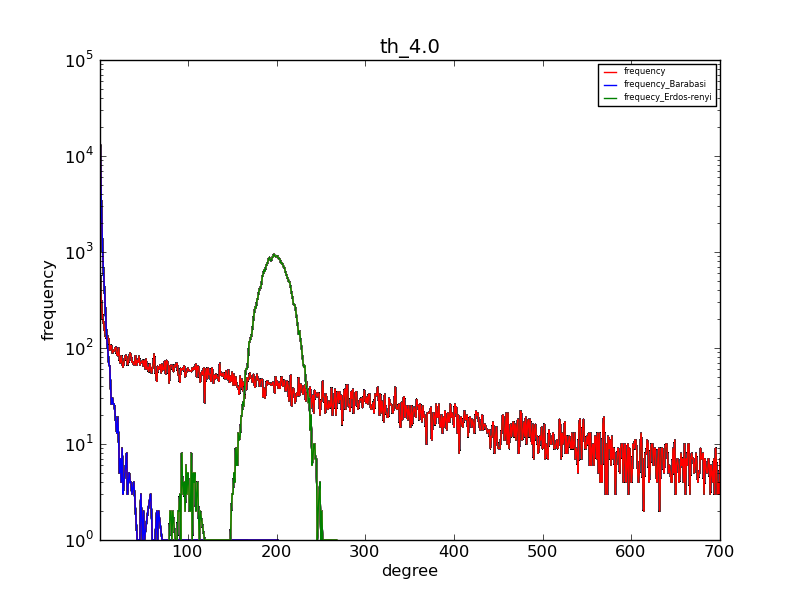 th_4.0
frequency
frequency_Barabasi
frequecy_Erdos-renyi
10^5
10^4
10^3
10^2
10^1
10^0
frequency
100 200 300 400 500 600 700
degree